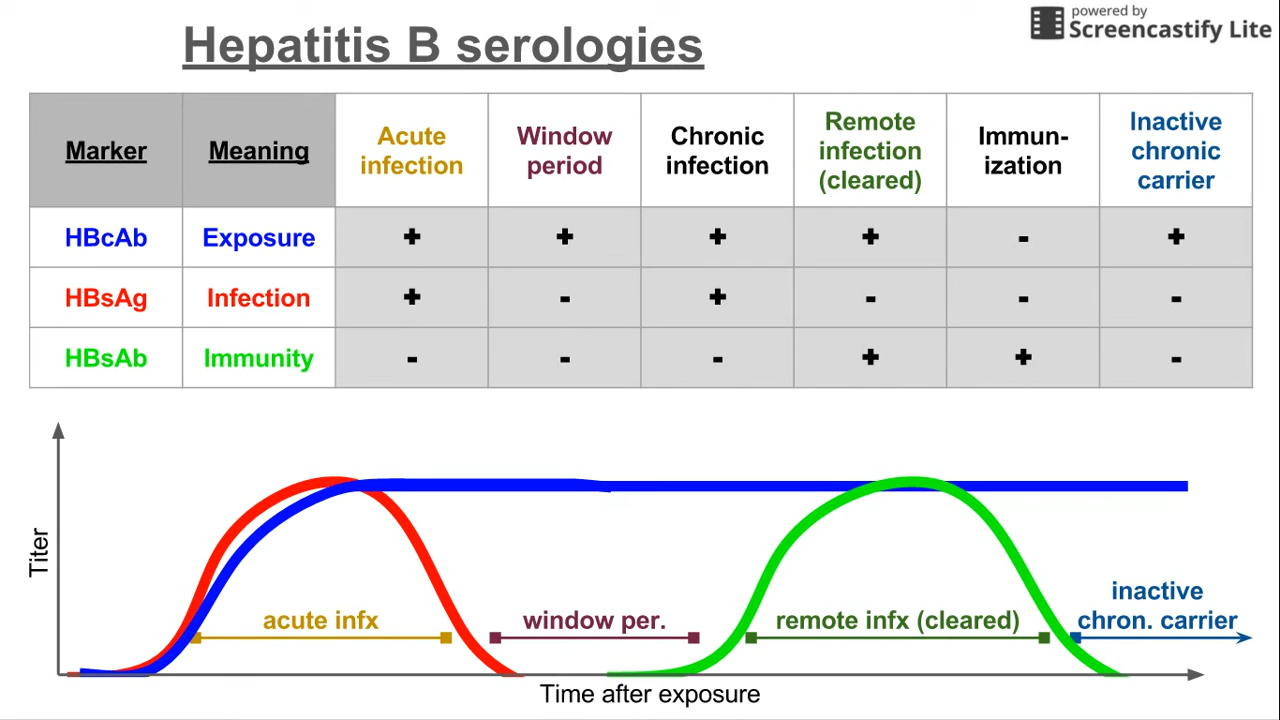 powered by
Screencastify Lite
Hepatitis B serologies
Marker
Meaning
Acute
infection
Window
period
Chronic
infection
Remote
infection
(cleared)
Immun-
ization
Inactive
chronic
carrier
HBcAb Exposure + + + + - +
HBsAg Infection + - + - - -
HBsAb Immunity - - - + + -
Titer
acute infx
window per.
remote infx (cleared)
inactive
chron. carrier
Time after exposure